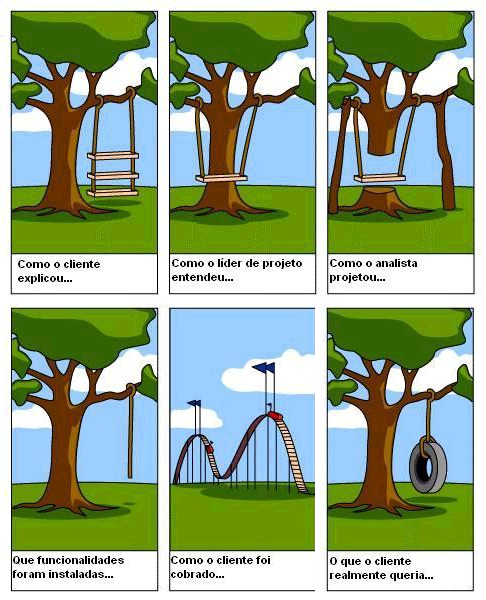 Como o cliente
explicou...
Como o líder de projeto
entendeu...
Como o analista
projetou...
Que funcionalidades
foram instaladas...
Como o cliente foi
cobrado...
O que o cliente
realmente queria...